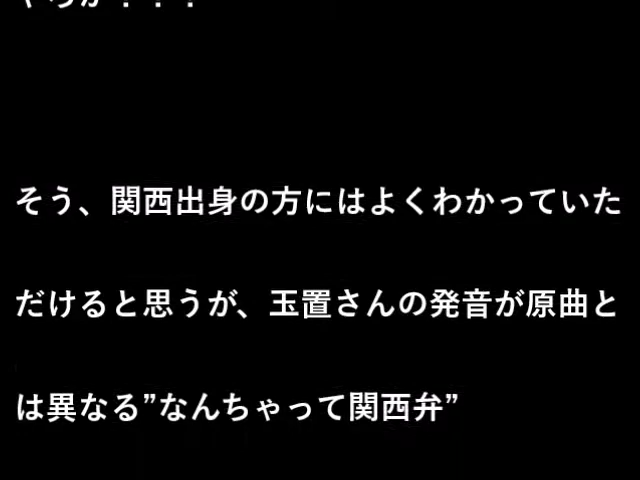 そう、関西出身の方にはよくわかっていた
だけると思うが、玉置さんの発音が原曲と
は異なる”なんちゃって関西弁”